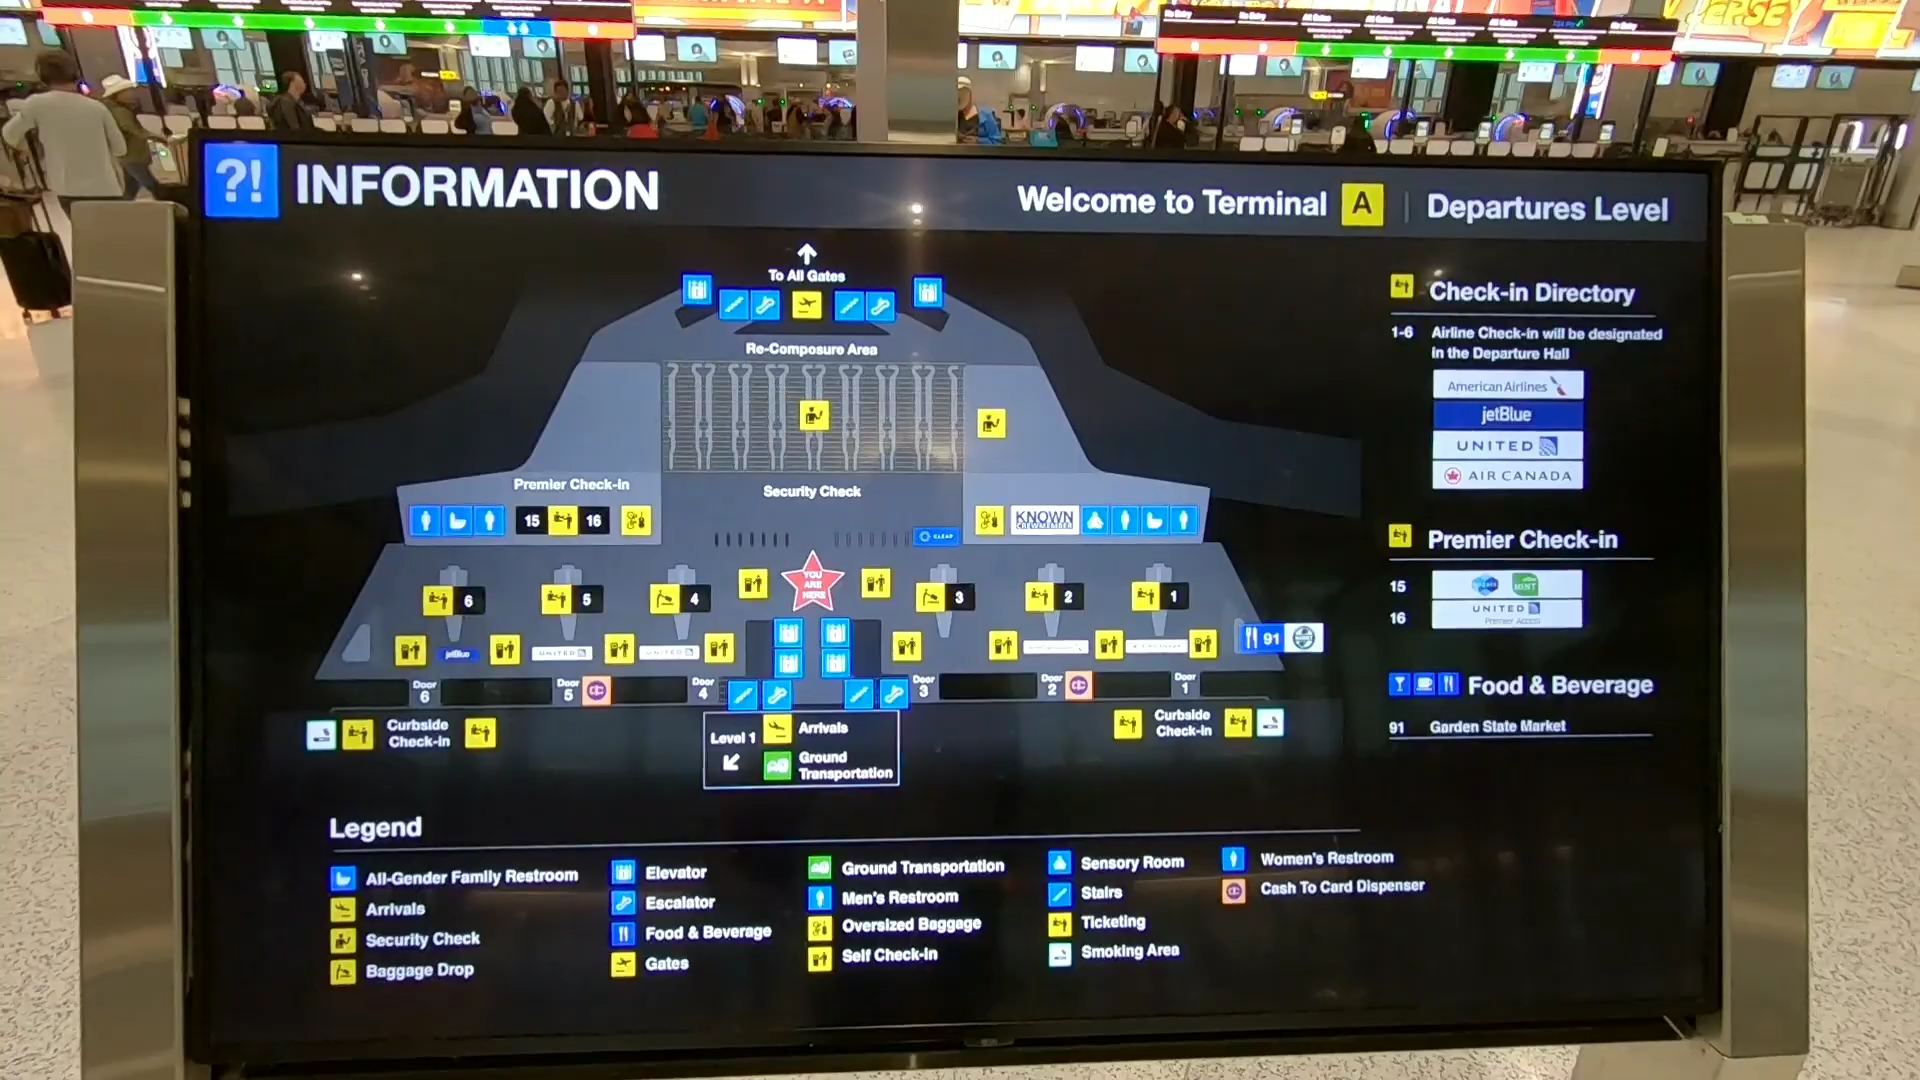 ?! INFORMATION
Welcome to Terminal A | Departures Level
To All Gates
Re-Composure Area
Security Check
Premier Check-in
15 16
KNOWN
CREWMEMBER
CLEAR
YOU
ARE
HERE
6 5 4 3 2 1
jetBlue
UNITED
UNITED
91
Door
6
Door
5
Door
4
Door
3
Door
2
Door
1
Curbside
Check-in
Curbside
Check-in
Level 1
Arrivals
Ground
Transportation
Check-in Directory
1-6 Airline Check-in will be designated
in the Departure Hall
American Airlines
jetBlue
UNITED
AIR CANADA
Premier Check-in
15
MINT
16 UNITED
Premier Access
Food & Beverage
91 Garden State Market
Legend
All-Gender Family Restroom
Arrivals
Security Check
Baggage Drop
Elevator
Escalator
Food & Beverage
Gates
Ground Transportation
Men's Restroom
Oversized Baggage
Self Check-in
Sensory Room
Stairs
Ticketing
Smoking Area
Women's Restroom
Cash To Card Dispenser